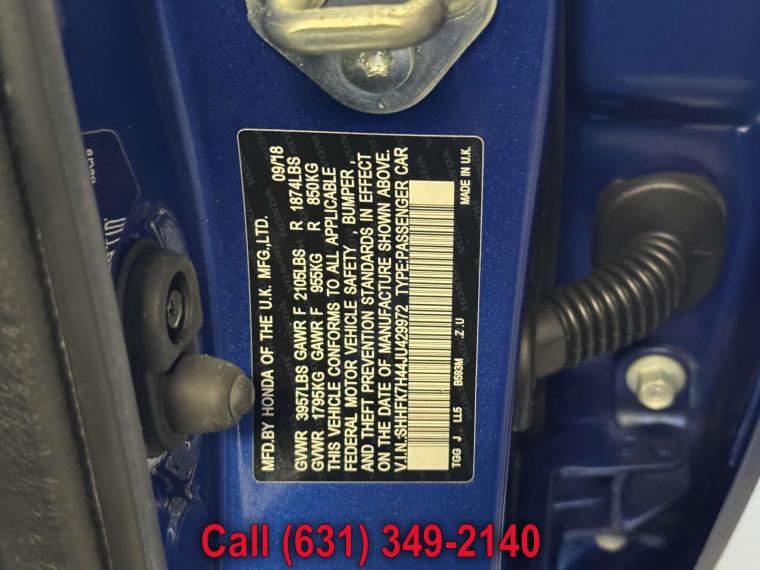 MFD.BY HONDA OF THE U.K. MFG.,LTD. 09/18
GVWR 3957LBS GAWR F 2105LBS R 1874LBS
GVWR 1795KG GAWR F 955KG R 850KG
THIS VEHICLE CONFORMS TO ALL APPLICABLE
FEDERAL MOTOR VEHICLE SAFETY , BUMPER ,
AND THEFT PREVENTION STANDARDS IN EFFECT
ON THE DATE OF MANUFACTURE SHOWN ABOVE.
V.I.N.:SHHFK7H44JU429972 TYPE:PASSENGER CAR
TGG J LL5 B593M .Z.U MADE IN U.K.
Call (631) 349-2140